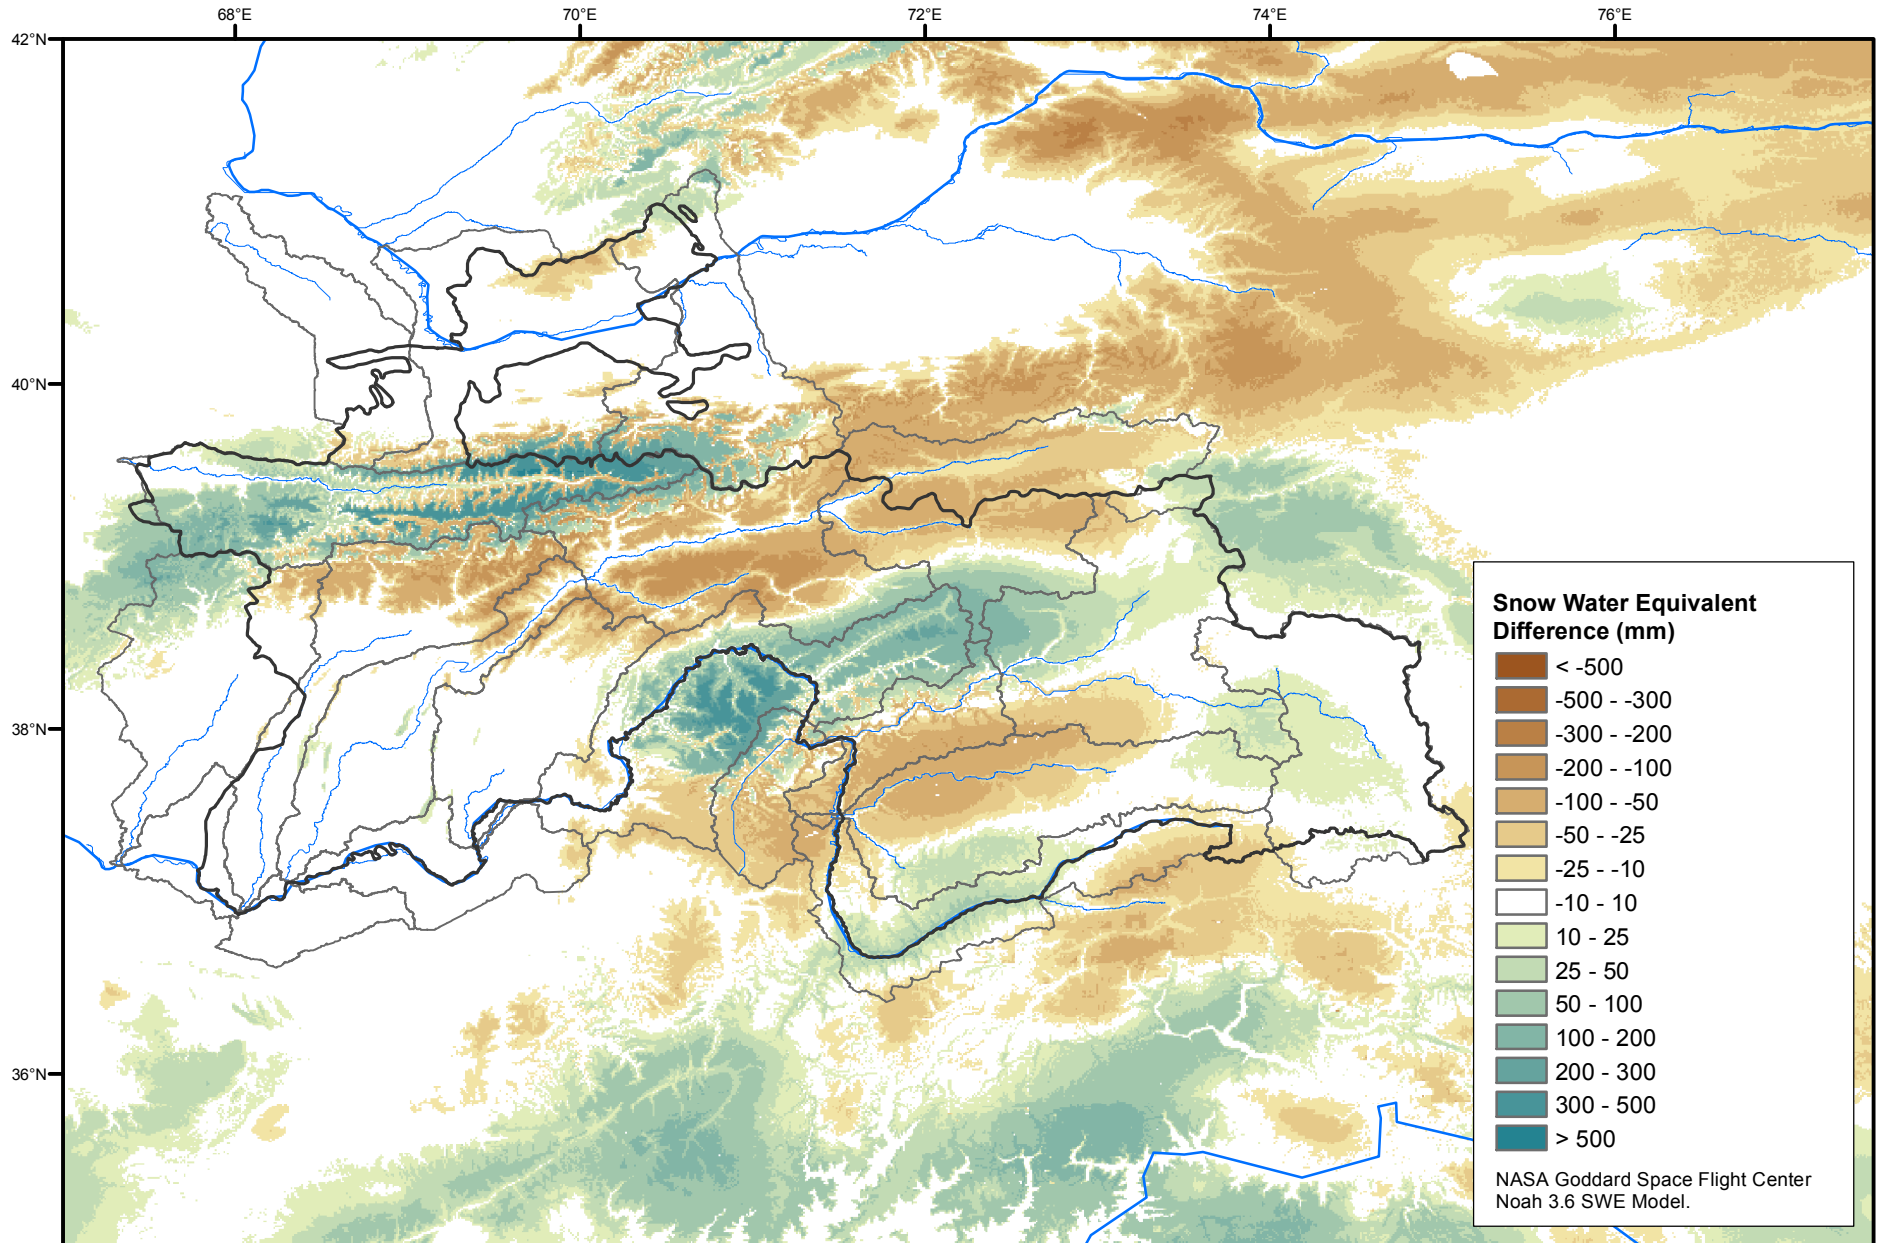 68°E 70°E 72°E 74°E 76°E
42°N
40°N
38°N
36°N
Snow Water Equivalent
Difference (mm)
< -500
-500 - -300
-300 - -200
-200 - -100
-100 - -50
-50 - -25
-25 - -10
-10 - 10
10 - 25
25 - 50
50 - 100
100 - 200
200 - 300
300 - 500
> 500
NASA Goddard Space Flight Center
Noah 3.6 SWE Model.